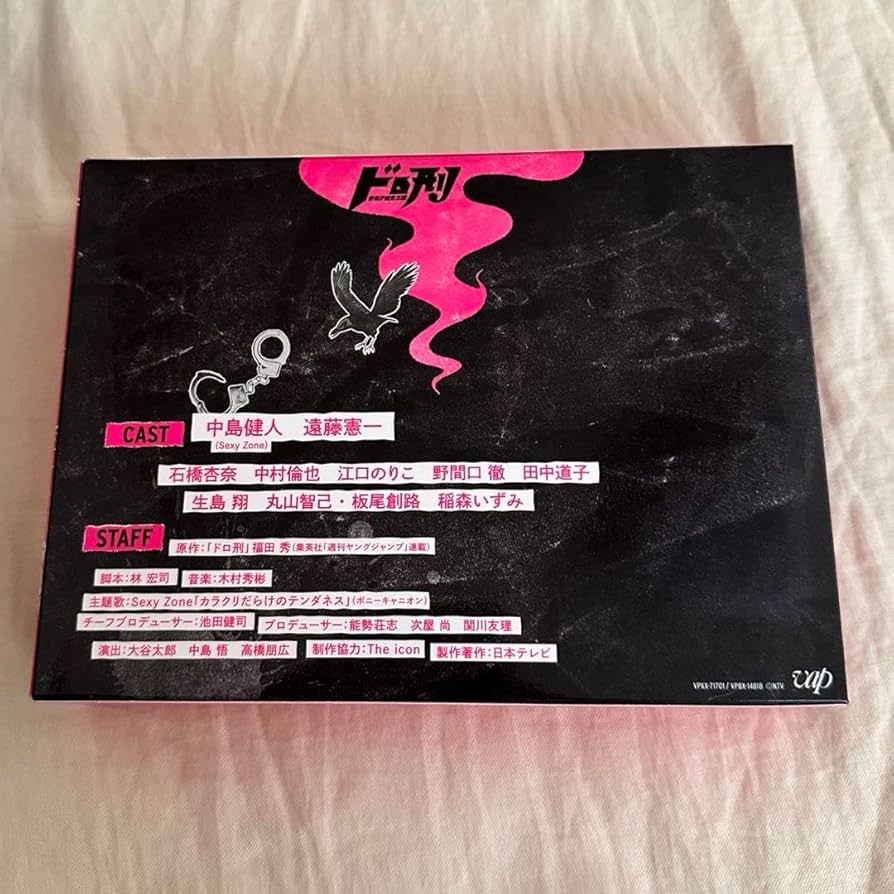 ドロ刑
CAST
中島健人 遠藤憲一
(Sexy Zone)
石橋杏奈 中村倫也 江口のりこ 野間口 徹 田中道子
生島 翔 丸山智己・板尾創路 稲森いずみ
STAFF
原作:「ドロ刑」福田 秀(集英社「週刊ヤングジャンプ」連載)
脚本:林 宏司 音楽:木村秀彬
主題歌:Sexy Zone「カラクリだらけのテンダネス」(ポニーキャニオン)
チーフプロデューサー:池田健司 プロデューサー:能勢荘志 次屋 尚 関川友理
演出:大谷太郎 中島 悟 高橋朋広 制作協力:The icon 製作著作:日本テレビ
VPXX-71701 / VPBX-14818 ©NTV vap